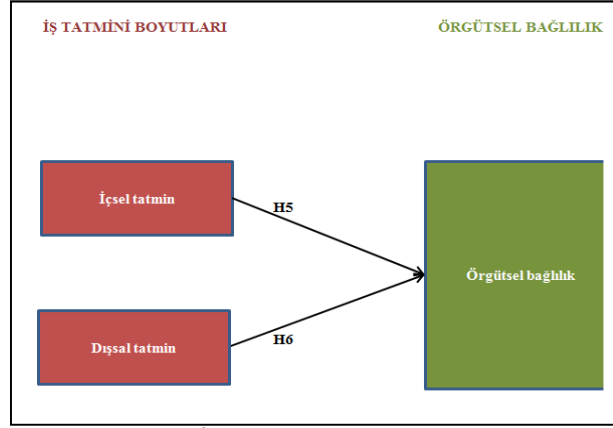 İŞ TATMİNİ BOYUTLARI
ÖRGÜTSEL BAĞLILIK
İçsel tatmin
H5
Örgütsel bağlılık
Dışsal tatmin
H6